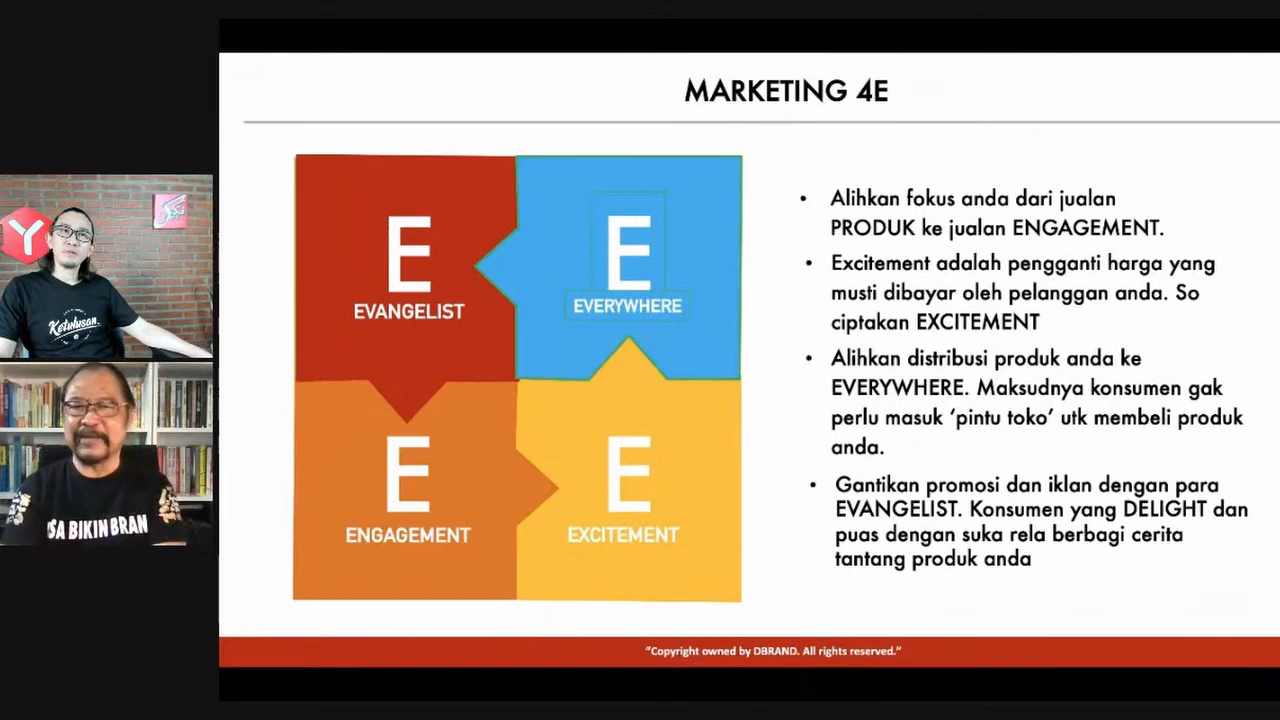 MARKETING 4E
E
EVANGELIST
E
EVERYWHERE
E
ENGAGEMENT
E
EXCITEMENT
• Alihkan fokus anda dari jualan
PRODUK ke jualan ENGAGEMENT.
• Excitement adalah pengganti harga yang
musti dibayar oleh pelanggan anda. So
ciptakan EXCITEMENT
• Alihkan distribusi produk anda ke
EVERYWHERE. Maksudnya konsumen gak
perlu masuk ‘pintu toko’ utk membeli produk
anda.
• Gantikan promosi dan iklan dengan para
EVANGELIST. Konsumen yang DELIGHT dan
puas dengan suka rela berbagi cerita
tantang produk anda
“Copyright owned by DBRAND. All rights reserved.”
Y
Ketulusan
SA BIKIN BRAN